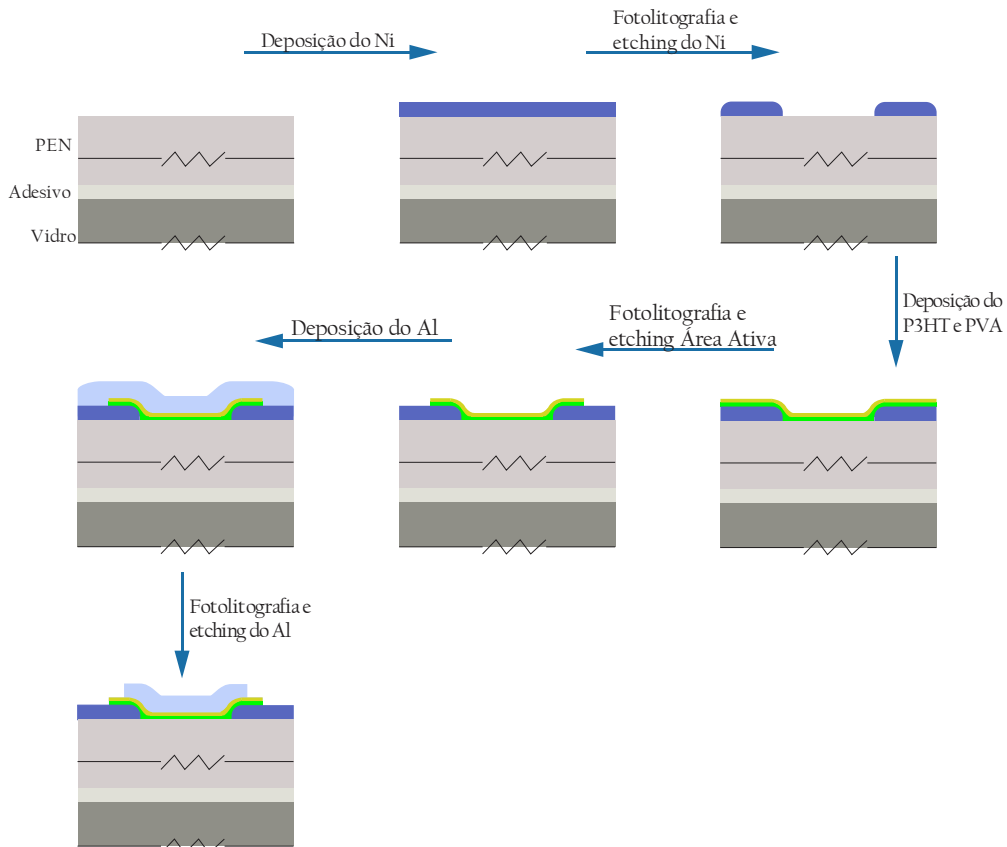 Deposição do Ni
Fotolitografia e
etching do Ni
PEN
Adesivo
Vidro
Deposição do
P3HT e PVA
Fotolitografia e
etching Área Ativa
Deposição do Al
Fotolitografia e
etching do Al